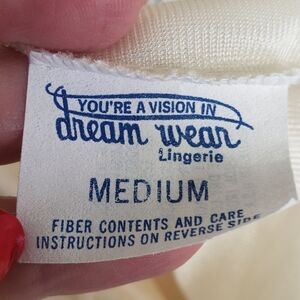 YOU'RE A VISION IN
dream wear
Lingerie
MEDIUM
FIBER CONTENTS AND CARE
INSTRUCTIONS ON REVERSE SIDE